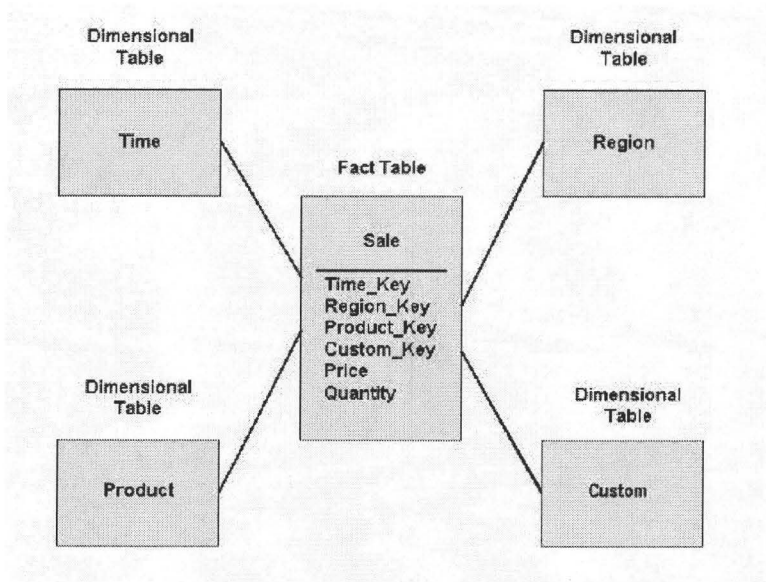 Dimensional
Table
Time
Dimensional
Table
Region
Fact Table
Sale
Time_Key
Region_Key
Product_Key
Custom_Key
Price
Quantity
Dimensional
Table
Product
Dimensional
Table
Custom